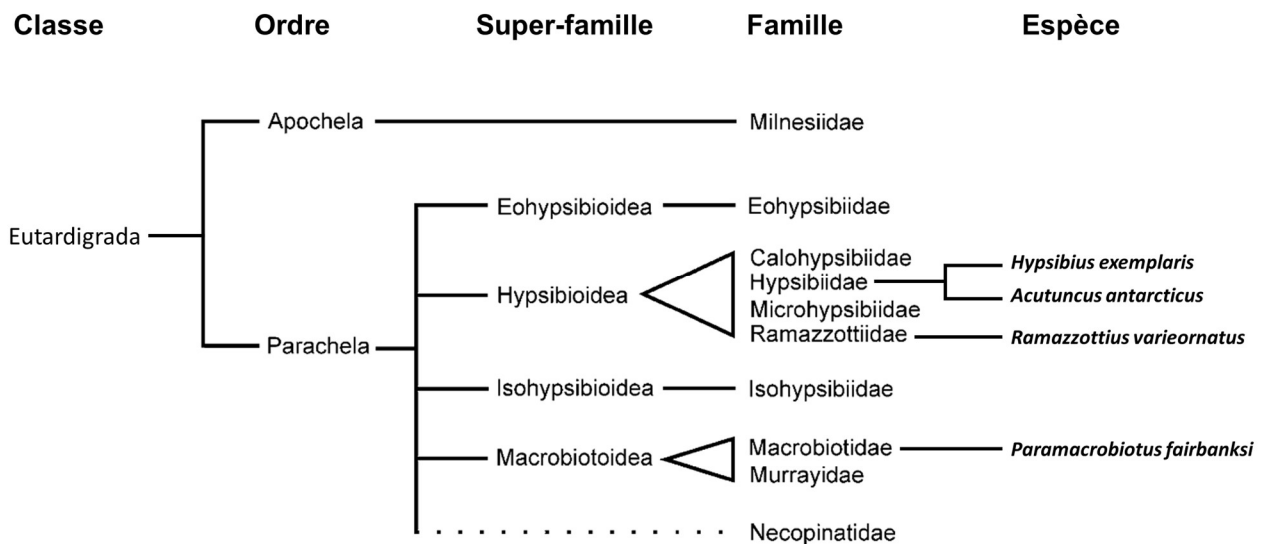 Classe Ordre Super-famille Famille Espèce
Apochela Milnesiidae
Eohypsibioidea Eohypsibiidae
Eutardigrada
Calohypsibiidae
Hypsibius exemplaris
Hypsibiidae
Hypsibioidea
Acutuncus antarcticus
Microhypsibiidae
Ramazzottiidae Ramazzottius varieornatus
Parachela
Isohypsibioidea Isohypsibiidae
Macrobiotoidea Macrobiotidae Paramacrobiotus fairbanksi
Murrayidae
Necopinatidae